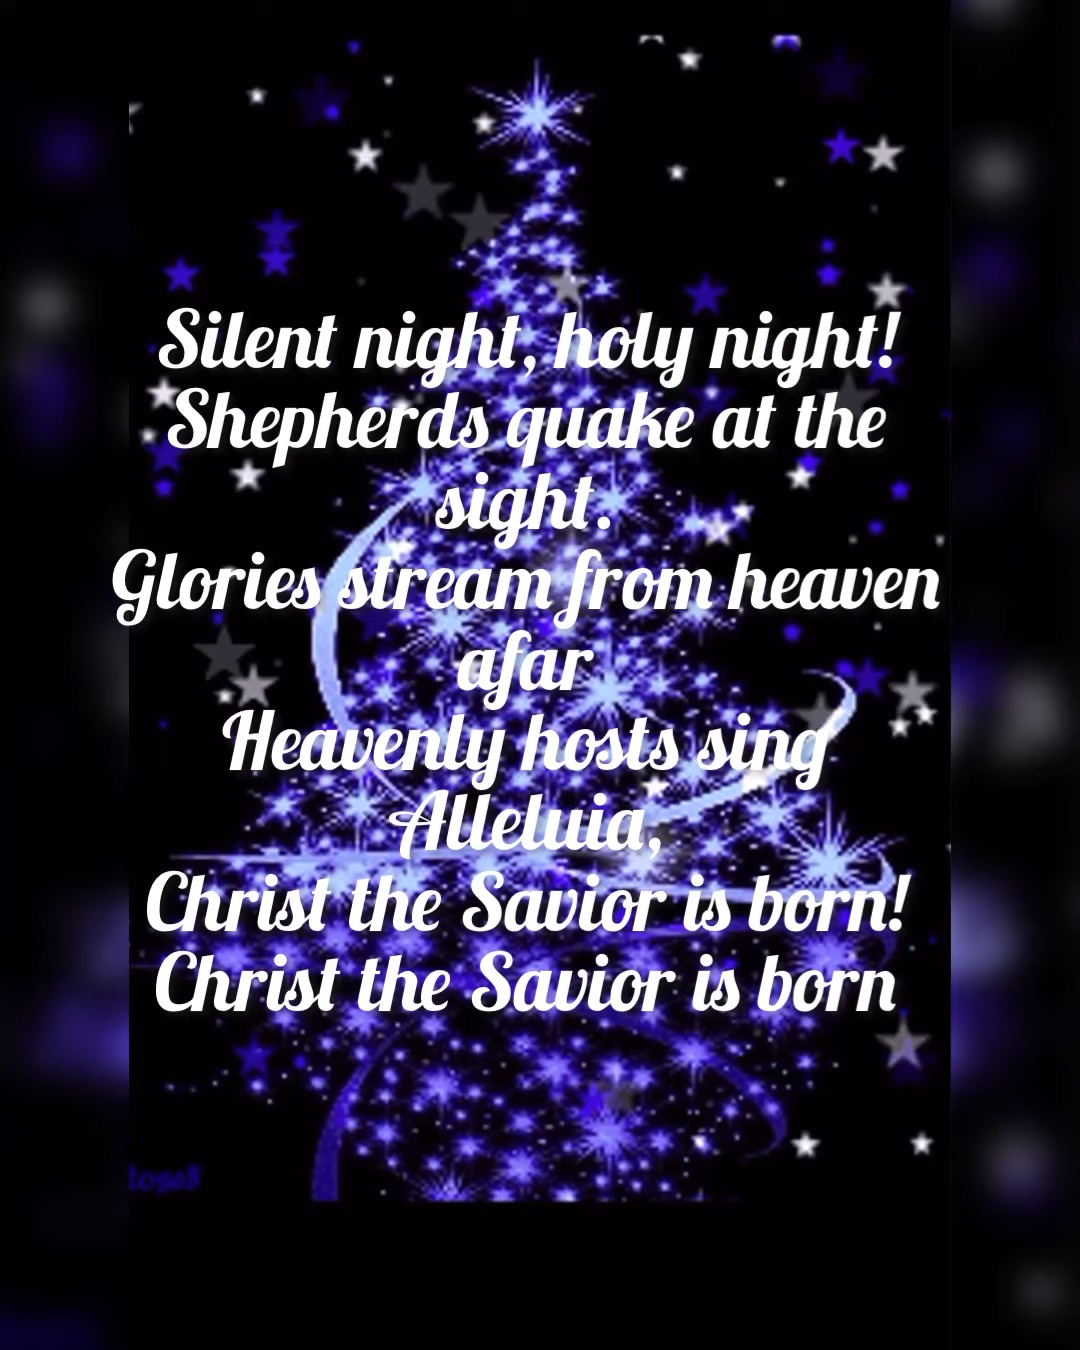 Silent night, holy night!
Shepherds quake at the
sight.
Glories stream from heaven
afar
Heavenly hosts sing
Alleluia,
Christ the Savior is born!
Christ the Savior is born